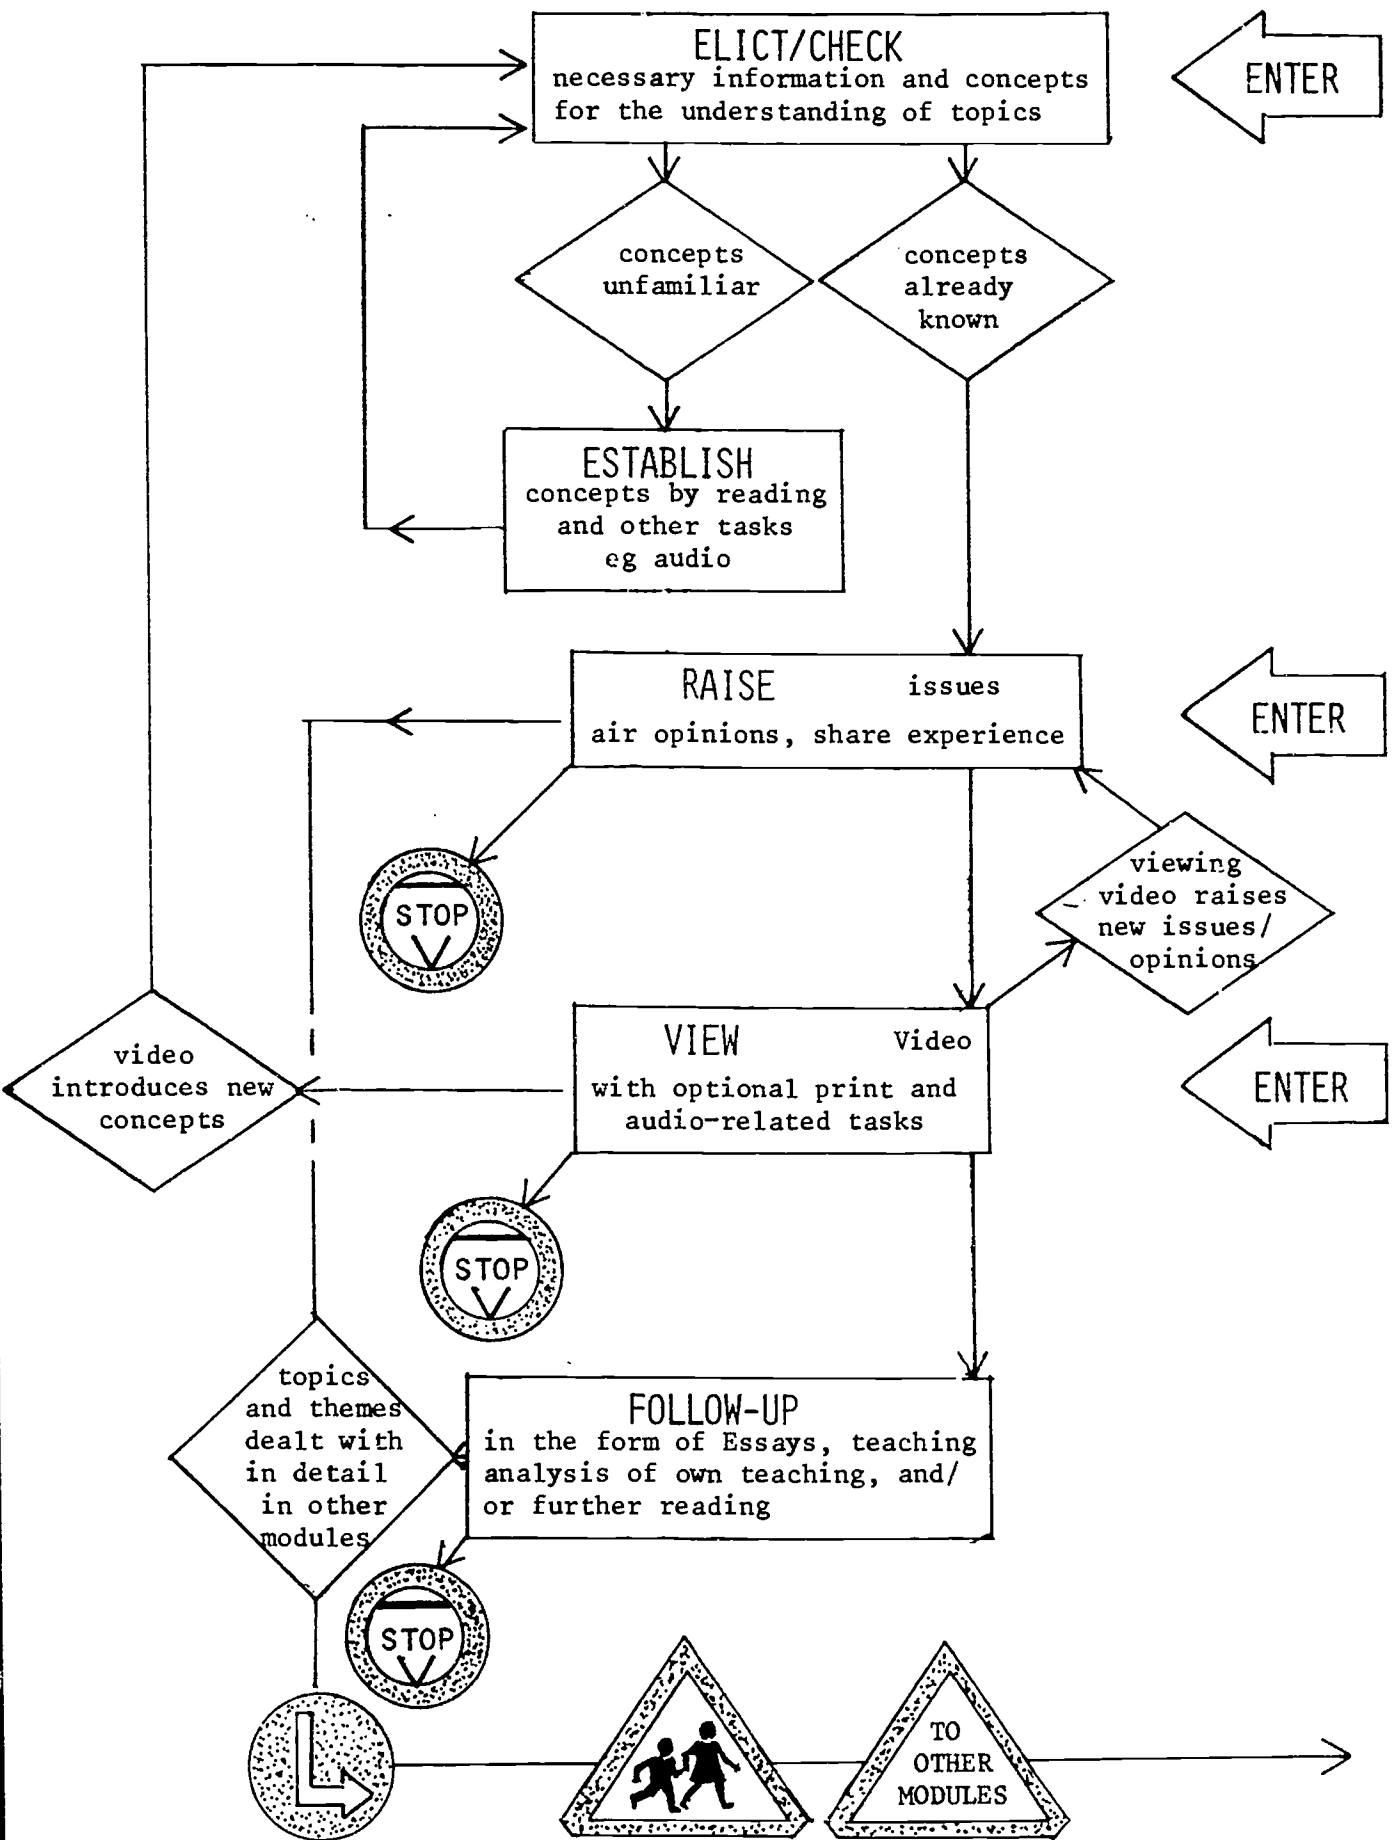 ELICT/CHECK
necessary information and concepts
for the understanding of topics
ENTER
concepts
unfamiliar
concepts
already
known
ESTABLISH
concepts by reading
and other tasks
eg audio
RAISE issues
air opinions, share experience
ENTER
STOP
viewing
video raises
new issues/
opinions
VIEW Video
with optional print and
audio-related tasks
ENTER
video
introduces new
concepts
STOP
topics
and themes
dealt with
in detail
in other
modules
FOLLOW-UP
in the form of Essays, teaching
analysis of own teaching, and/
or further reading
STOP
TO
OTHER
MODULES